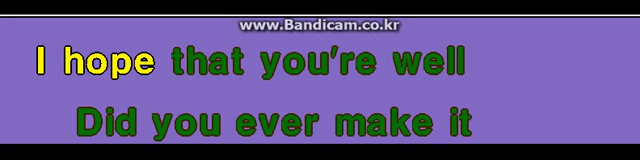 www.Bandicam.co.kr
I hope that you're well
Did you ever make it